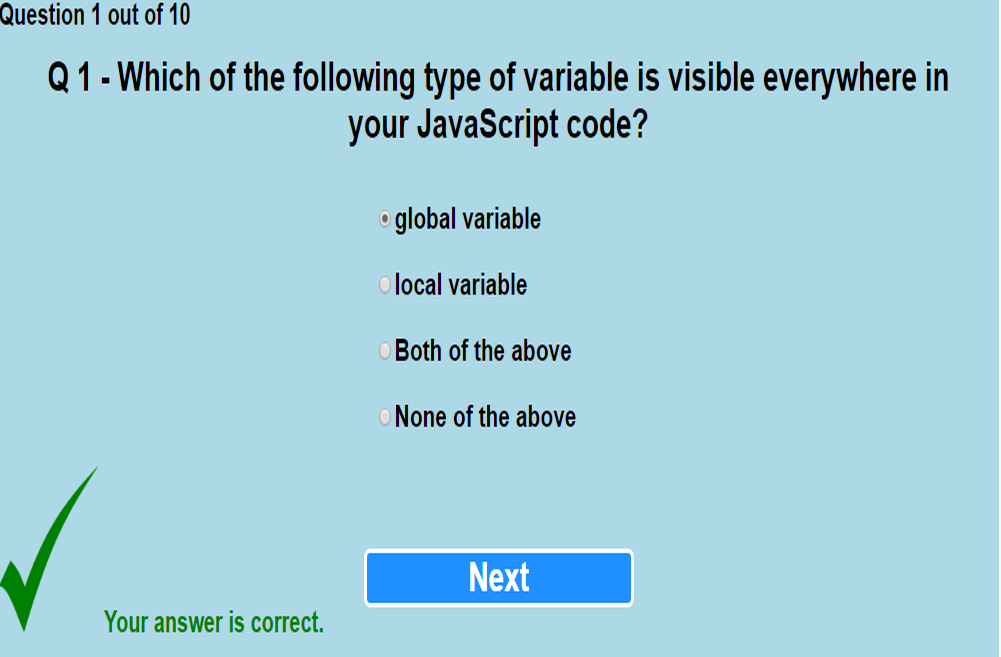 Question 1 out of 10
Q 1 - Which of the following type of variable is visible everywhere in
your JavaScript code?
global variable
local variable
Both of the above
None of the above
Next
Your answer is correct.